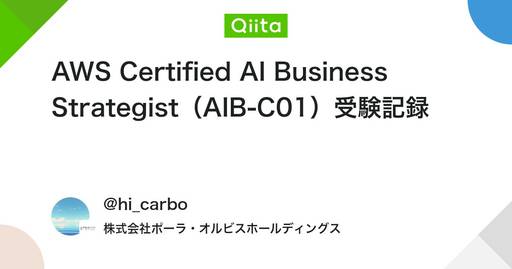 Qiita
AWS Certified AI Business
Strategist（AIB-C01）受験記録
@hi_carbo
株式会社ポーラ・オルビスホールディングス